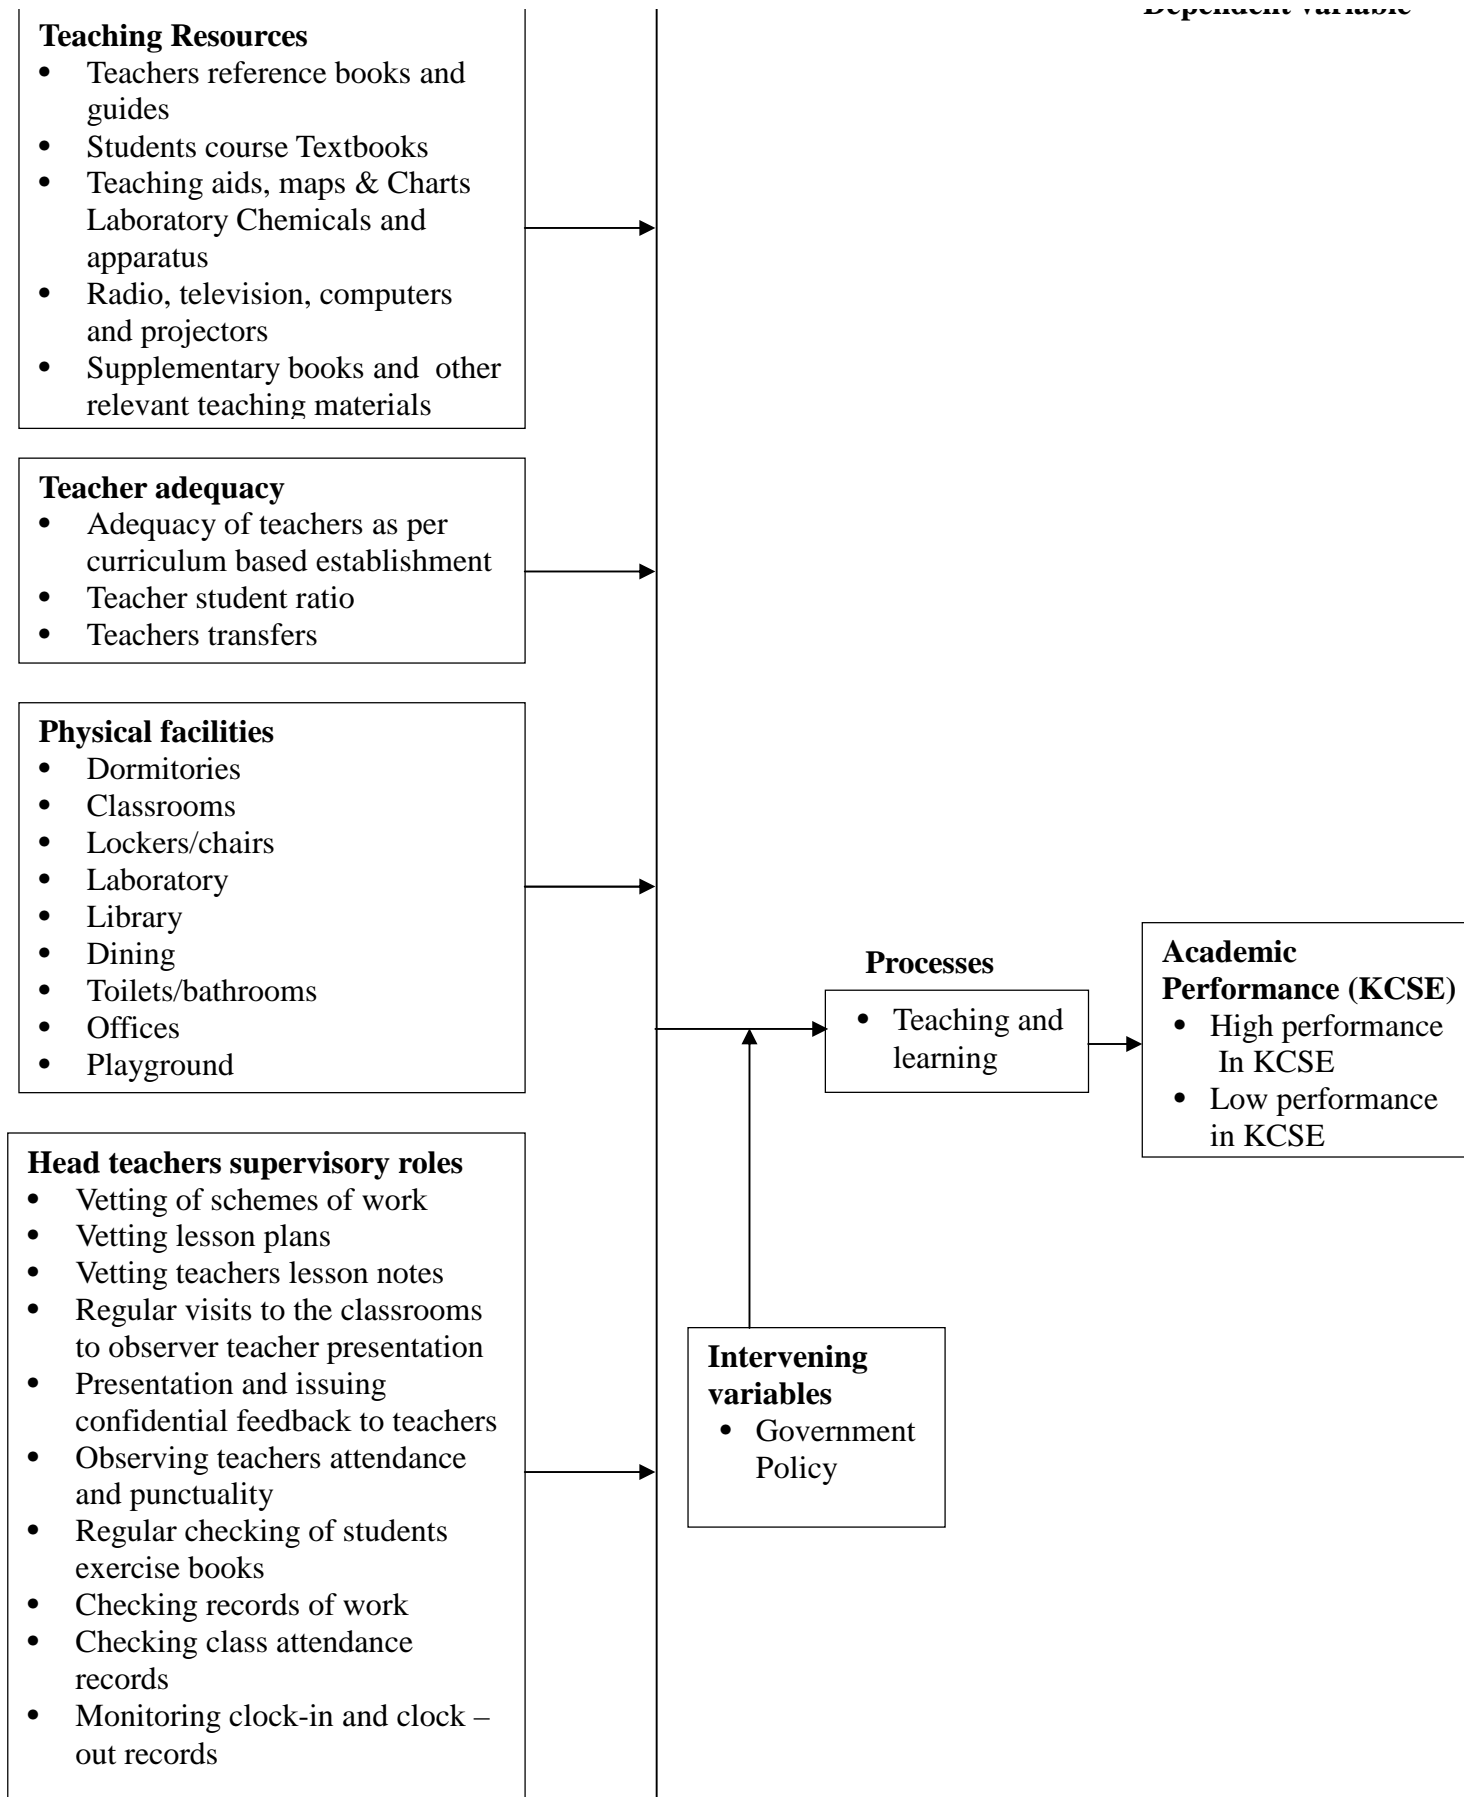 Dependent variable
Teaching Resources
• Teachers reference books and
guides
• Students course Textbooks
• Teaching aids, maps & Charts
Laboratory Chemicals and
apparatus
• Radio, television, computers
and projectors
• Supplementary books and other
relevant teaching materials
Teacher adequacy
• Adequacy of teachers as per
curriculum based establishment
• Teacher student ratio
• Teachers transfers
Physical facilities
• Dormitories
• Classrooms
• Lockers/chairs
• Laboratory
• Library
• Dining
• Toilets/bathrooms
• Offices
• Playground
Head teachers supervisory roles
• Vetting of schemes of work
• Vetting lesson plans
• Vetting teachers lesson notes
• Regular visits to the classrooms
to observer teacher presentation
• Presentation and issuing
confidential feedback to teachers
• Observing teachers attendance
and punctuality
• Regular checking of students
exercise books
• Checking records of work
• Checking class attendance
records
• Monitoring clock-in and clock –
out records
Intervening
variables
• Government
Policy
Processes
• Teaching and
learning
Academic
Performance (KCSE)
• High performance
In KCSE
• Low performance
in KCSE